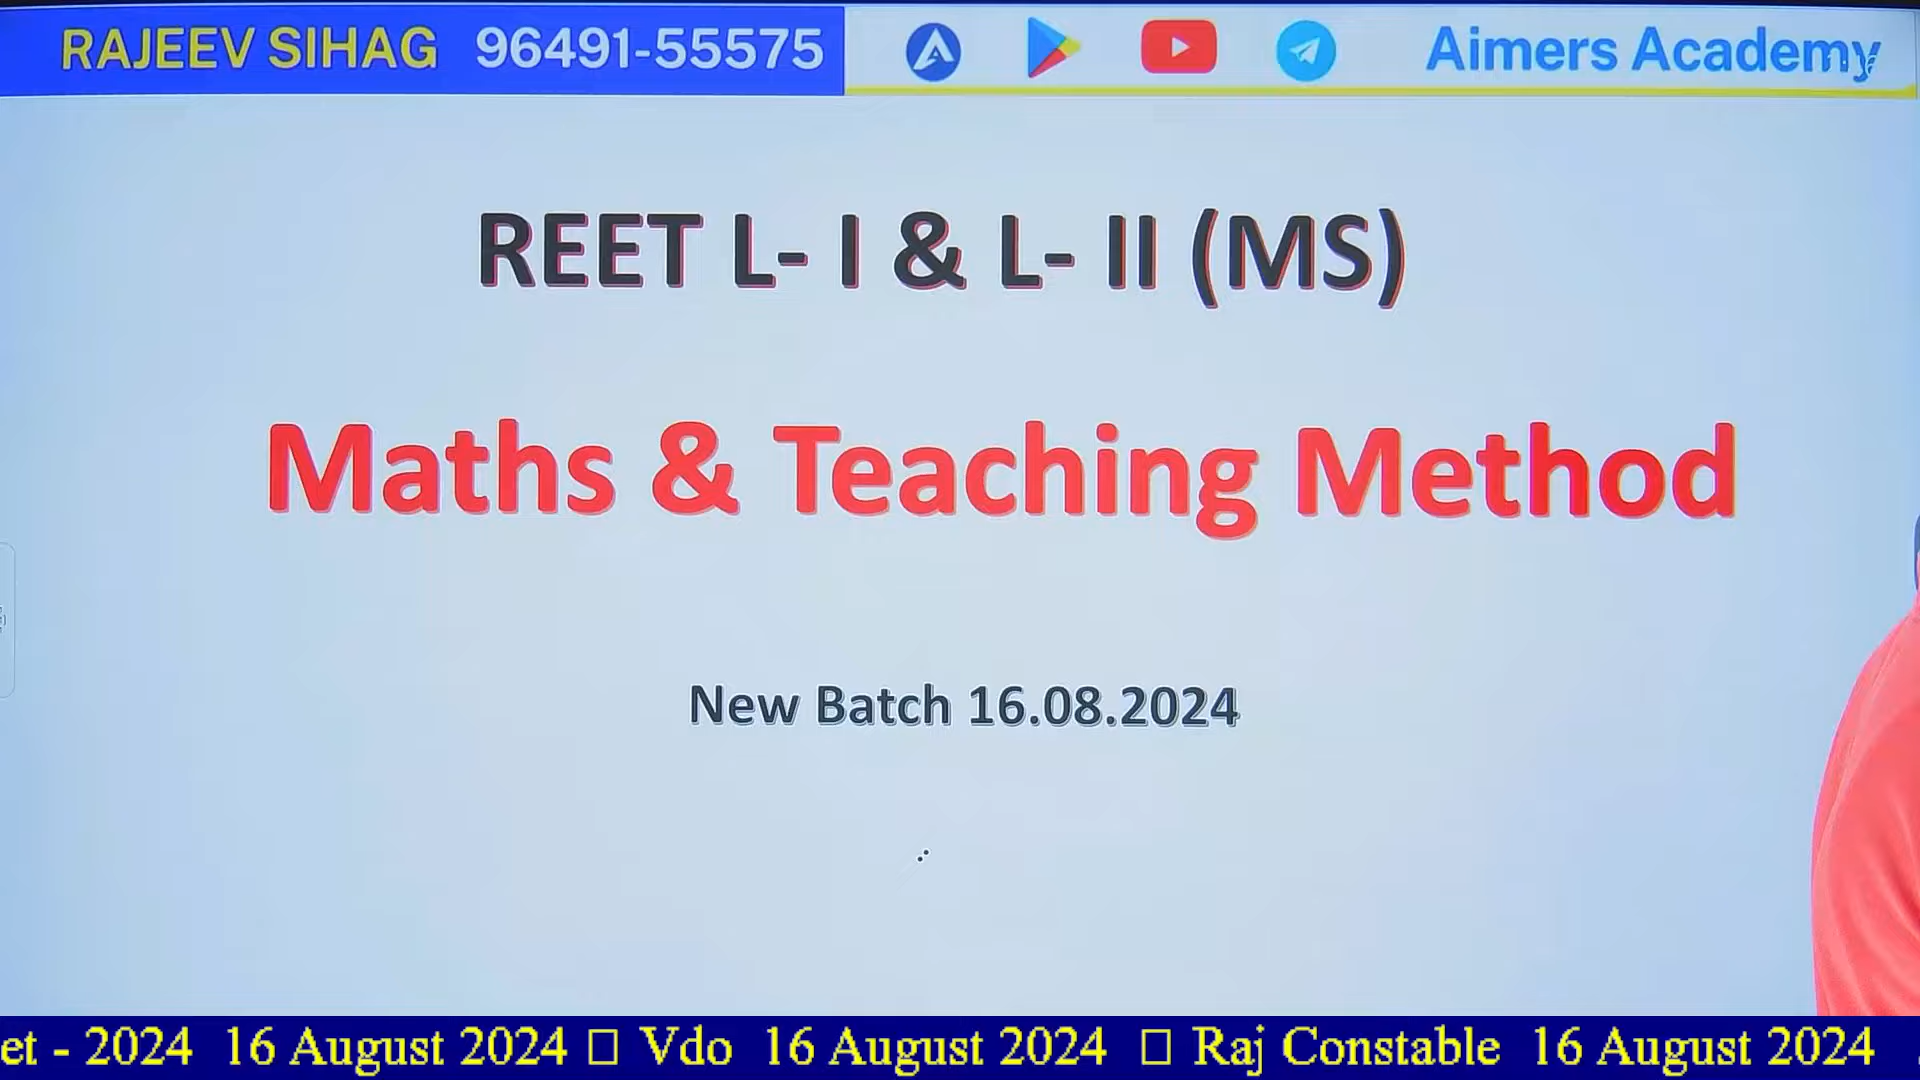 RAJEEV SIHAG 96491-55575 Aimers Academy
REET L- I & L- II (MS)
Maths & Teaching Method
New Batch 16.08.2024
et - 2024 16 August 2024 Vdo 16 August 2024 Raj Constable 16 August 2024